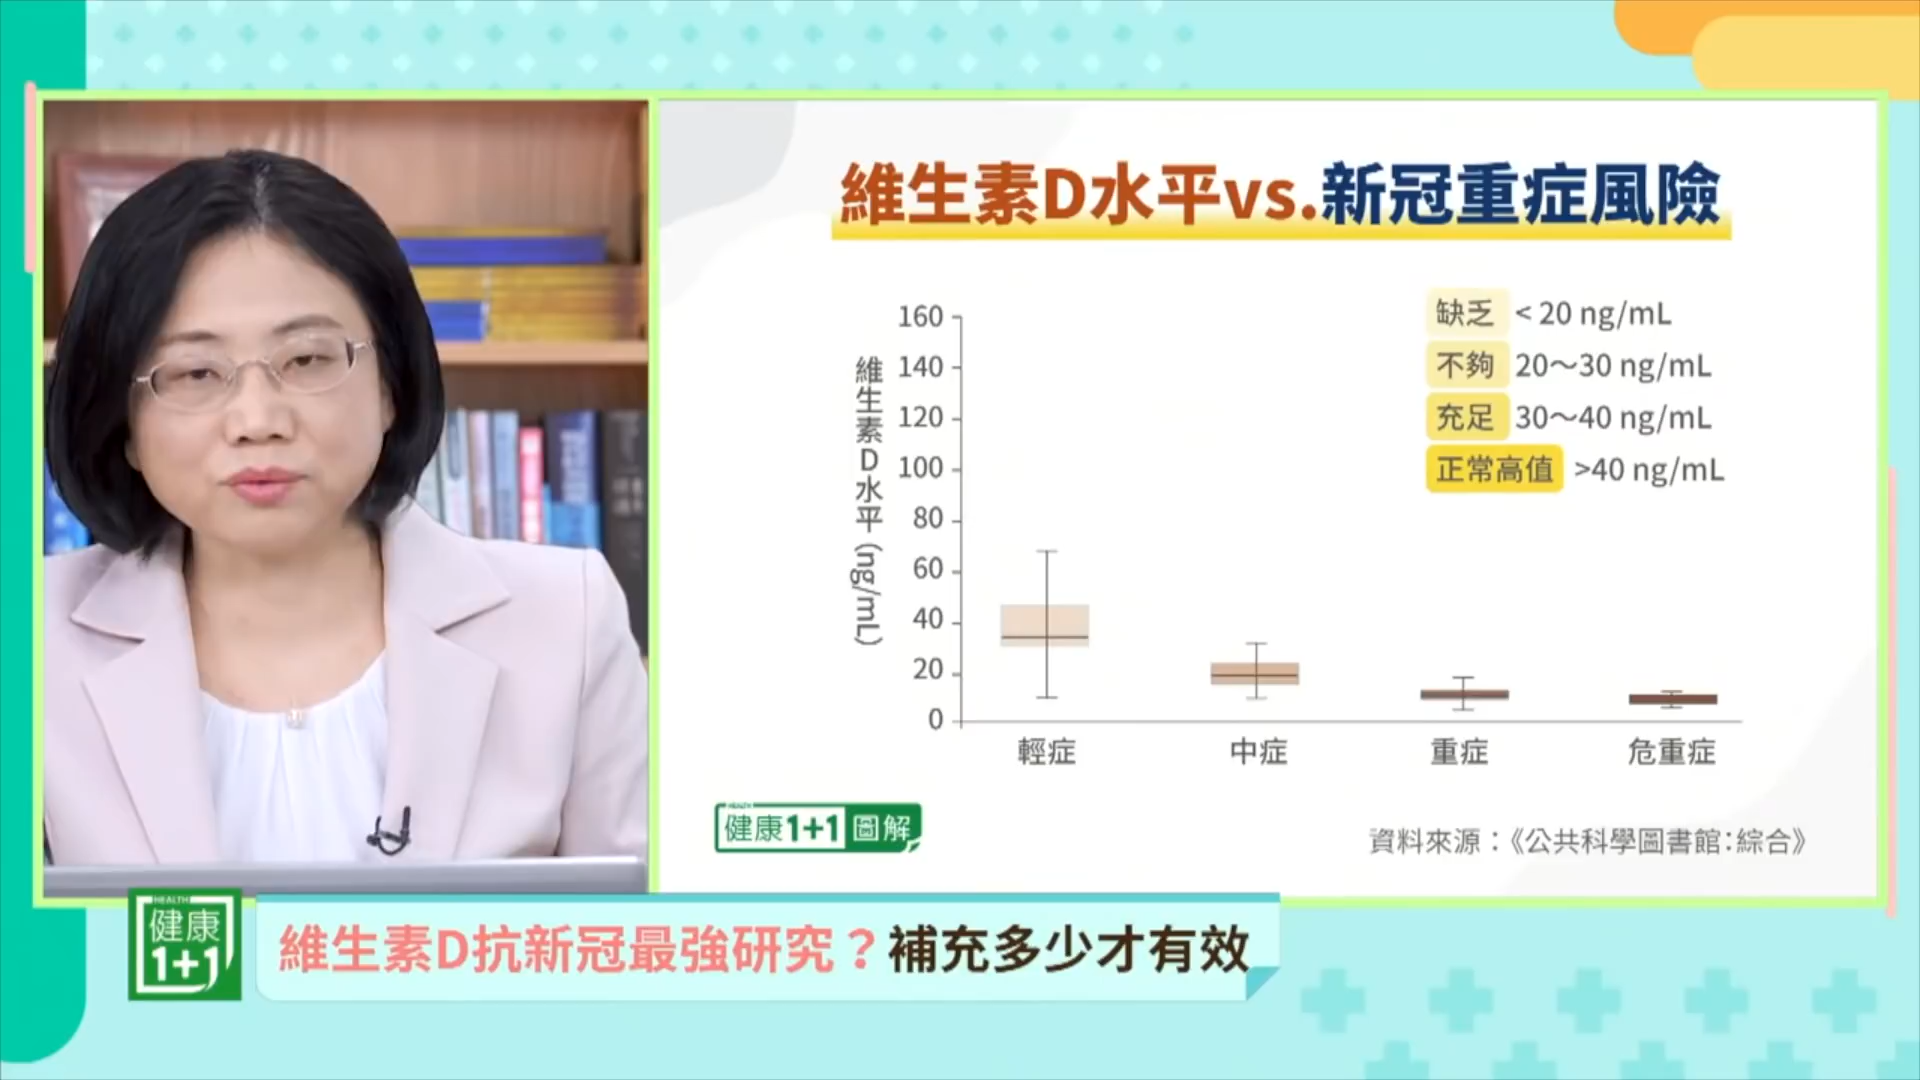 維生素D水平vs.新冠重症風險
缺乏 < 20 ng/mL
不夠 20～30 ng/mL
充足 30～40 ng/mL
正常高值 >40 ng/mL
維生素D水平 (ng/mL)
160
140
120
100
80
60
40
20
0
輕症 中症 重症 危重症
HEALTH
健康1+1 圖解
資料來源：《公共科學圖書館：綜合》
HEALTH
健康
1+1
維生素D抗新冠最強研究？補充多少才有效